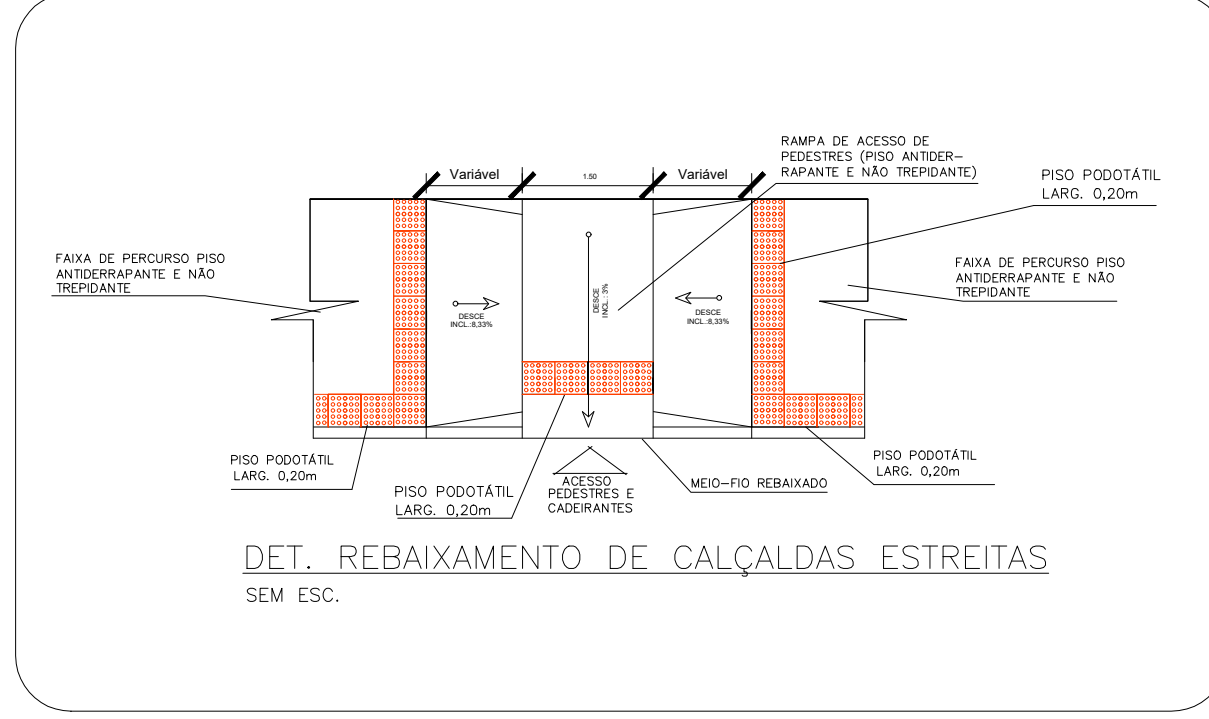 RAMPA DE ACESSO DE
PEDESTRES (PISO ANTIDER-
RAPANTE E NÃO TREPIDANTE)
Variável
1.50
Variável
PISO PODOTÁTIL
LARG. 0,20m
FAIXA DE PERCURSO PISO
ANTIDERRAPANTE E NÃO
TREPIDANTE
FAIXA DE PERCURSO PISO
ANTIDERRAPANTE E NÃO
TREPIDANTE
DESCE
INCL.:8,33%
DESCE
INCL.: 3%
DESCE
INCL.:8,33%
PISO PODOTÁTIL
LARG. 0,20m
PISO PODOTÁTIL
LARG. 0,20m
ACESSO
PEDESTRES E
CADEIRANTES
MEIO-FIO REBAIXADO
PISO PODOTÁTIL
LARG. 0,20m
DET. REBAIXAMENTO DE CALÇALDAS ESTREITAS
SEM ESC.